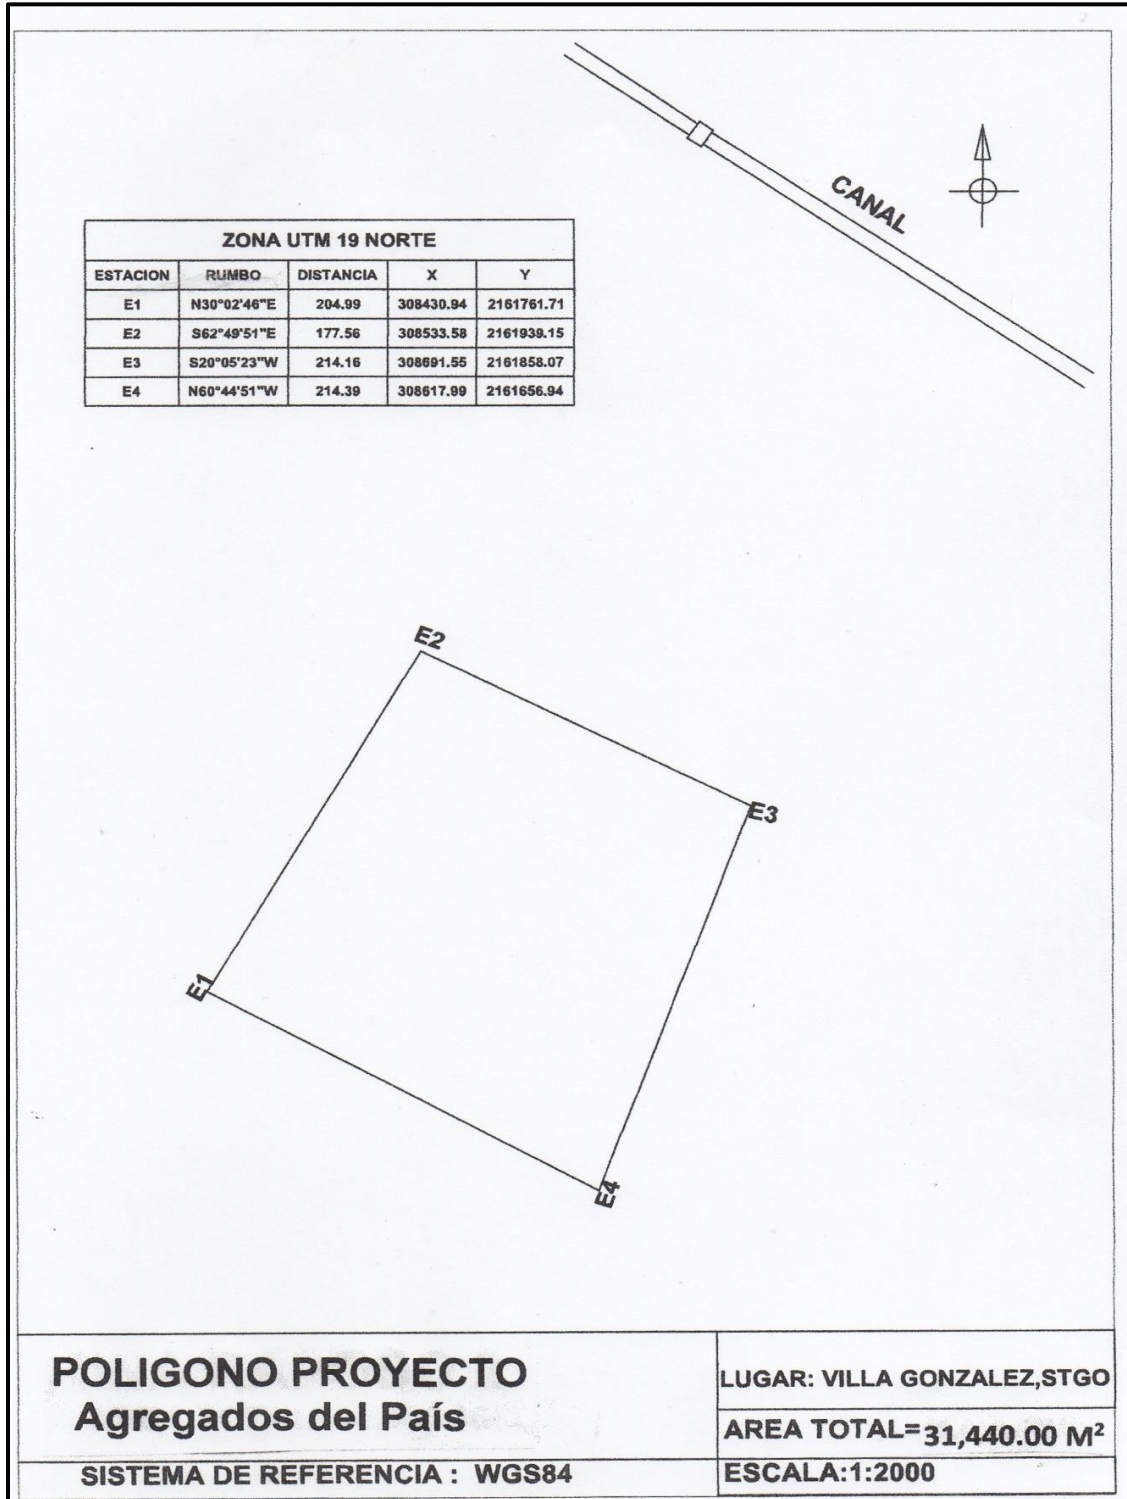 CANAL
ZONA UTM 19 NORTE
ESTACION RUMBO DISTANCIA X Y
E1 N30°02'46"E 204.99 308430.94 2161761.71
E2 S62°49'51"E 177.56 308533.58 2161939.15
E3 S20°05'23"W 214.16 308691.55 2161858.07
E4 N60°44'51"W 214.39 308617.99 2161656.94
E2
E3
E1
E4
POLIGONO PROYECTO
Agregados del País
SISTEMA DE REFERENCIA : WGS84
LUGAR: VILLA GONZALEZ,STGO
AREA TOTAL=31,440.00 M²
ESCALA:1:2000